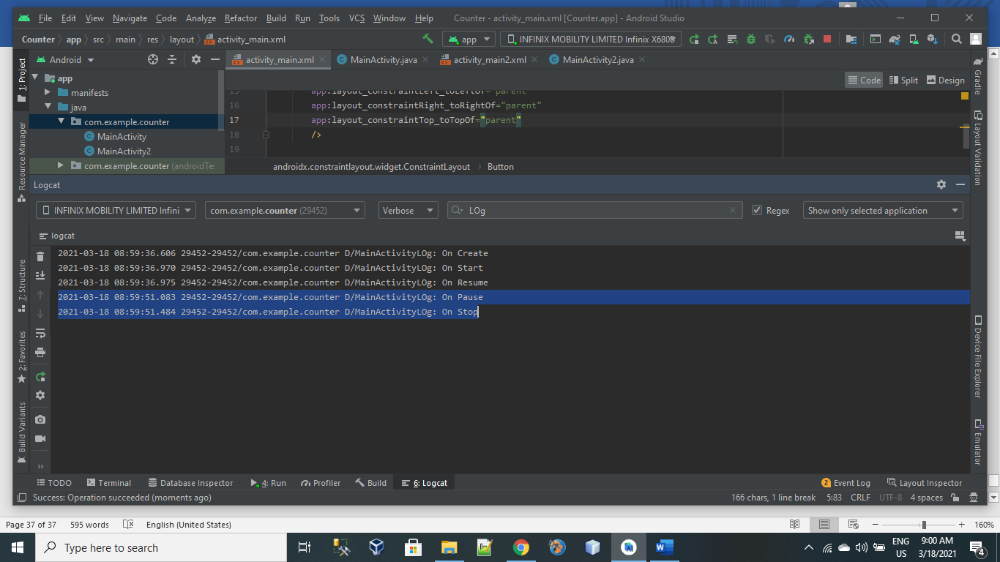 File Edit View Navigate Code Analyze Refactor Build Run Tools VCS Window Help Counter - activity_main.xml [Counter.app] - Android Studio
Counter app src main res layout activity_main.xml app INFINIX MOBILITY LIMITED Infinix X680B
Android activity_main.xml MainActivity.java activity_main2.xml MainActivity2.java
1: Project
Resource Manager
7: Structure
2: Favorites
Build Variants
app
manifests
java
com.example.counter
MainActivity
MainActivity2
com.example.counter (androidTes
Code Split Design
15 app:layout_constraintLeft_toLeftOf="parent"
16 app:layout_constraintRight_toRightOf="parent"
17 app:layout_constraintTop_toTopOf="parent"
18 />
19
androidx.constraintlayout.widget.ConstraintLayout Button
Gradle
Layout Validation
Device File Explorer
Emulator
Logcat
INFINIX MOBILITY LIMITED Infini com.example.counter (29452) Verbose LOg Regex Show only selected application
logcat
2021-03-18 08:59:36.606 29452-29452/com.example.counter D/MainActivityLOg: On Create
2021-03-18 08:59:36.970 29452-29452/com.example.counter D/MainActivityLOg: On Start
2021-03-18 08:59:36.975 29452-29452/com.example.counter D/MainActivityLOg: On Resume
2021-03-18 08:59:51.083 29452-29452/com.example.counter D/MainActivityLOg: On Pause
2021-03-18 08:59:51.484 29452-29452/com.example.counter D/MainActivityLOg: On Stop
TODO Terminal Database Inspector 4: Run Profiler Build 6: Logcat 2 Event Log Layout Inspector
Success: Operation succeeded (moments ago) 166 chars, 1 line break 5:83 CRLF UTF-8 4 spaces
Page 37 of 37 595 words English (United States) 160%
Type here to search
ENG
US
9:00 AM
3/18/2021
4